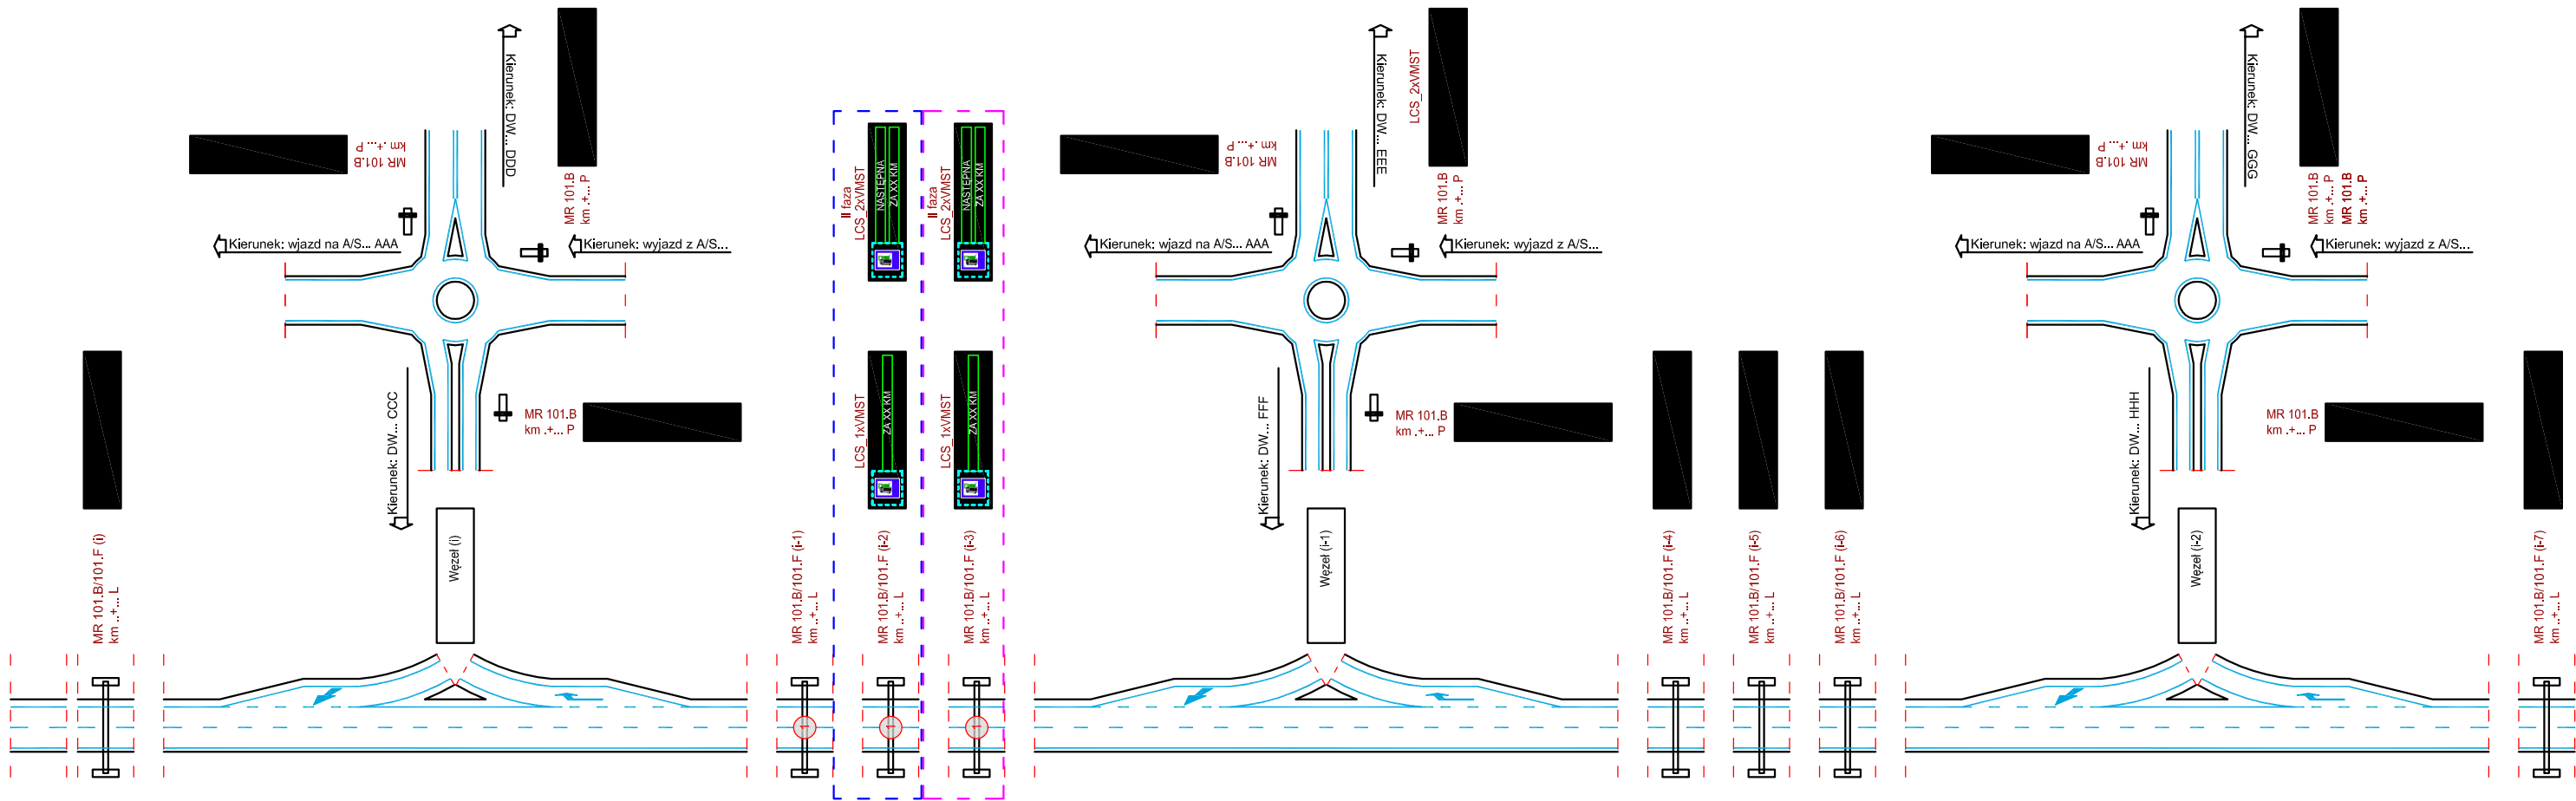 Kierunek: DW... DDD
MR 101.B
km .+... P
MR 101.B
km .+... P
Kierunek: wjazd na A/S... AAA
Kierunek: wyjazd z A/S...
Kierunek: DW... CCC
MR 101.B
km .+... P
MR 101.B/101.F (i)
km ..+... L
Węzeł (i)
II faza
LCS_2xVMST
NASTĘPNA
ZA XX KM
II faza
LCS_2xVMST
NASTĘPNA
ZA XX KM
LCS_1xVMST
ZA XX KM
LCS_1xVMST
ZA XX KM
MR 101.B/101.F (i-1)
km ..+... L
MR 101.B/101.F (i-2)
km ..+... L
MR 101.B/101.F (i-3)
km ..+... L
1
1
1
Kierunek: DW... EEE
LCS_2xVMST
MR 101.B
km .+... P
MR 101.B
km .+... P
Kierunek: wjazd na A/S... AAA
Kierunek: wyjazd z A/S...
Kierunek: DW... FFF
MR 101.B
km .+... P
Węzeł (i-1)
MR 101.B/101.F (i-4)
km ..+... L
MR 101.B/101.F (i-5)
km ..+... L
MR 101.B/101.F (i-6)
km ..+... L
Kierunek: DW... GGG
MR 101.B
km .+... P
MR 101.B
km .+... P
MR 101.B
km .+... P
Kierunek: wjazd na A/S... AAA
Kierunek: wyjazd z A/S...
Kierunek: DW... HHH
MR 101.B
km .+... P
Węzeł (i-2)
MR 101.B/101.F (i-7)
km ..+... L